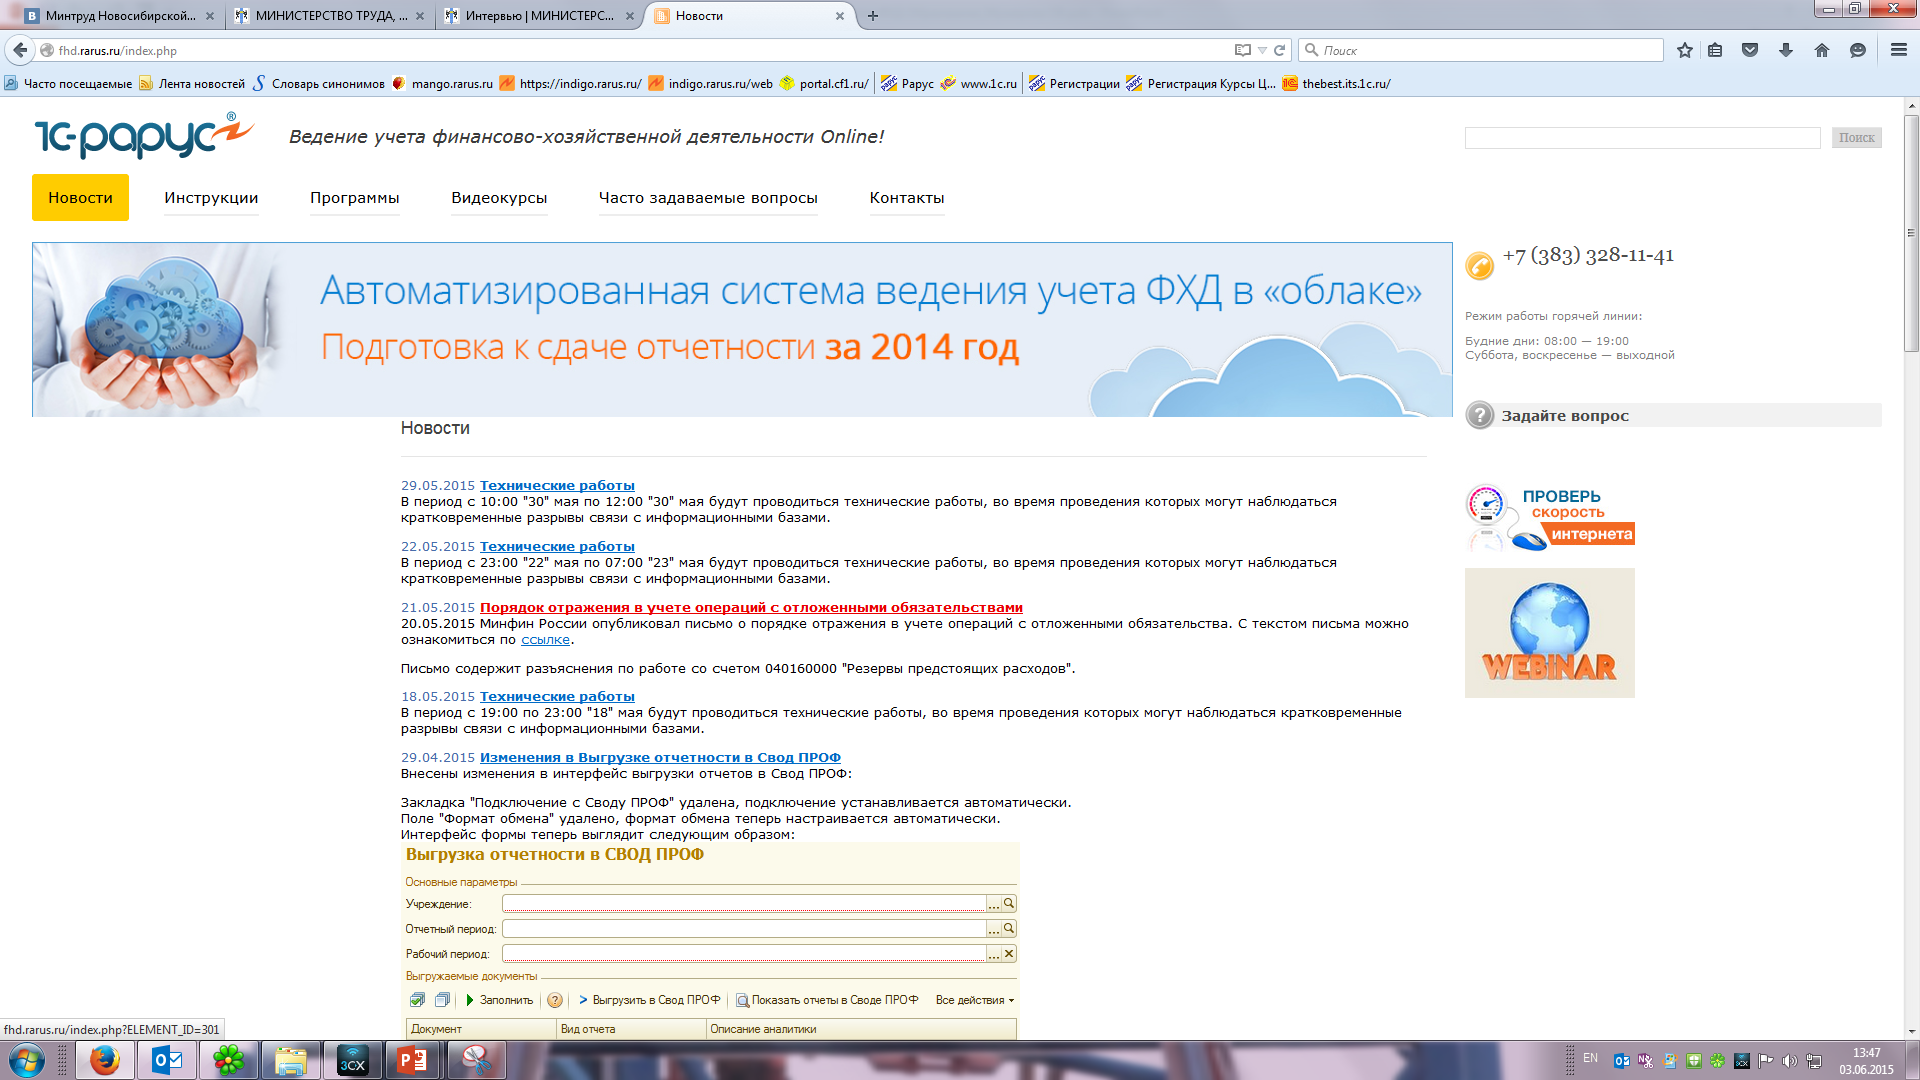 Минтруд Новосибирской...
МИНИСТЕРСТВО ТРУДА, ...
Интервью | МИНИСТЕРС...
Новости
fhd.rarus.ru/index.php
Поиск
Часто посещаемые
Лента новостей
Словарь синонимов
mango.rarus.ru
https://indigo.rarus.ru/
indigo.rarus.ru/web
portal.cf1.ru/
Рарус
www.1c.ru
Регистрации
Регистрация Курсы Ц...
thebest.its.1c.ru/
1С-рарус®
Ведение учета финансово-хозяйственной деятельности Online!
Поиск
Новости
Инструкции
Программы
Видеокурсы
Часто задаваемые вопросы
Контакты
Автоматизированная система ведения учета ФХД в «облаке»
Подготовка к сдаче отчетности за 2014 год
+7 (383) 328-11-41
Режим работы горячей линии:
Будние дни: 08:00 — 19:00
Суббота, воскресенье — выходной
Задайте вопрос
ПРОВЕРЬ
скорость
интернета
WEBINAR
Новости
29.05.2015 Технические работы
В период с 10:00 "30" мая по 12:00 "30" мая будут проводиться технические работы, во время проведения которых могут наблюдаться
кратковременные разрывы связи с информационными базами.
22.05.2015 Технические работы
В период с 23:00 "22" мая по 07:00 "23" мая будут проводиться технические работы, во время проведения которых могут наблюдаться
кратковременные разрывы связи с информационными базами.
21.05.2015 Порядок отражения в учете операций с отложенными обязательствами
20.05.2015 Минфин России опубликовал письмо о порядке отражения в учете операций с отложенными обязательства. С текстом письма можно
ознакомиться по ссылке.
Письмо содержит разъяснения по работе со счетом 040160000 "Резервы предстоящих расходов".
18.05.2015 Технические работы
В период с 19:00 по 23:00 "18" мая будут проводиться технические работы, во время проведения которых могут наблюдаться кратковременные
разрывы связи с информационными базами.
29.04.2015 Изменения в Выгрузке отчетности в Свод ПРОФ
Внесены изменения в интерфейс выгрузки отчетов в Свод ПРОФ:
Закладка "Подключение с Своду ПРОФ" удалена, подключение устанавливается автоматически.
Поле "Формат обмена" удалено, формат обмена теперь настраивается автоматически.
Интерфейс формы теперь выглядит следующим образом:
Выгрузка отчетности в СВОД ПРОФ
Основные параметры
Учреждение:
Отчетный период:
Рабочий период:
Выгружаемые документы
Заполнить
Выгрузить в Свод ПРОФ
Показать отчеты в Своде ПРОФ
Все действия
Документ
Вид отчета
Описание аналитики
fhd.rarus.ru/index.php?ELEMENT_ID=301
3CX
EN
13:47
03.06.2015